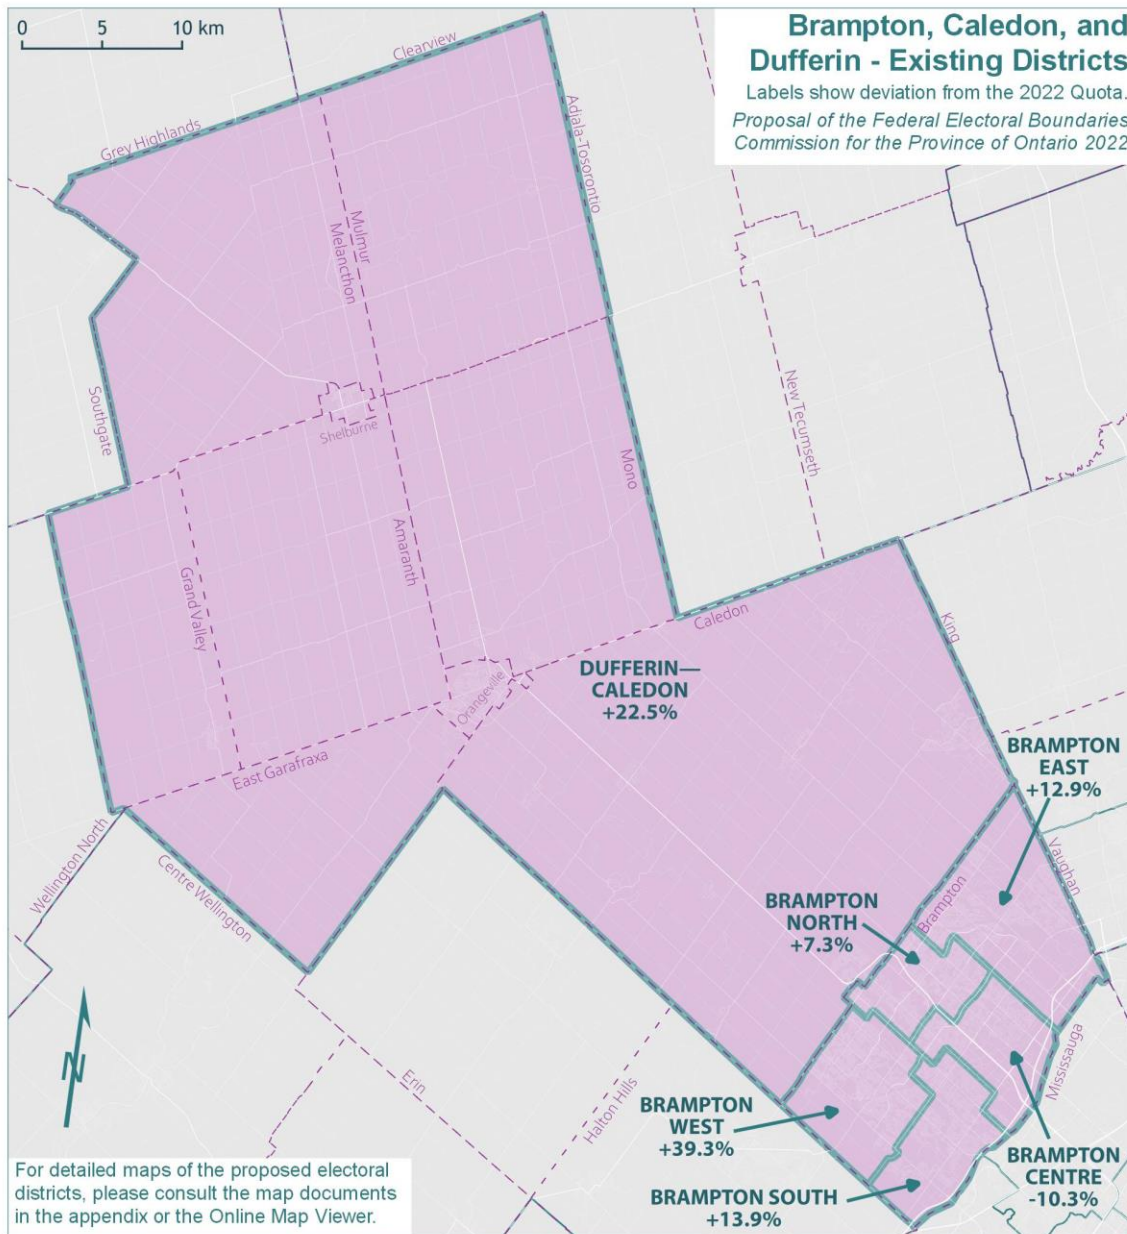 0 5 10 km
Brampton, Caledon, and
Dufferin - Existing Districts
Labels show deviation from the 2022 Quota.
Proposal of the Federal Electoral Boundaries
Commission for the Province of Ontario 2022
Clearview
Grey Highlands
Adjala-Tosorontio
Mulmur
Melancthon
New Tecumseth
Southgate
Shelburne
Mono
Amaranth
Grand Valley
Caledon
King
DUFFERIN—
CALEDON
+22.5%
Orangeville
East Garafraxa
BRAMPTON
EAST
+12.9%
Wellington North
Centre Wellington
Vaughan
Brampton
BRAMPTON
NORTH
+7.3%
Mississauga
N
Erin
Halton Hills
BRAMPTON
WEST
+39.3%
BRAMPTON
CENTRE
-10.3%
BRAMPTON SOUTH
+13.9%
For detailed maps of the proposed electoral
districts, please consult the map documents
in the appendix or the Online Map Viewer.